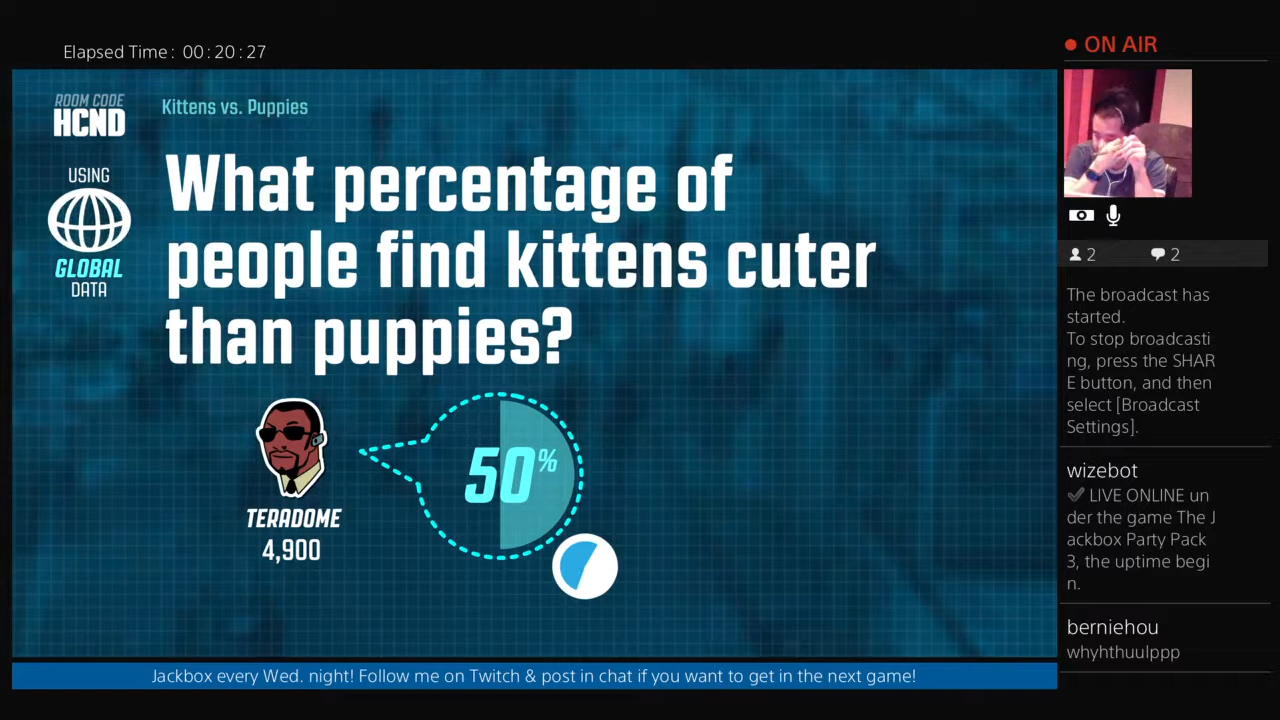 Elapsed Time: 00:20:27
ON AIR
ROOM CODE
HCND
Kittens vs. Puppies
USING
GLOBAL
DATA
What percentage of
people find kittens cuter
than puppies?
50%
TERADOME
4,900
2
2
The broadcast has
started.
To stop broadcasti
ng, press the SHAR
E button, and then
select [Broadcast
Settings].
wizebot
✔ LIVE ONLINE un
der the game The J
ackbox Party Pack
3, the uptime begi
n.
berniehou
whyhthuulppp
Jackbox every Wed. night! Follow me on Twitch & post in chat if you want to get in the next game!